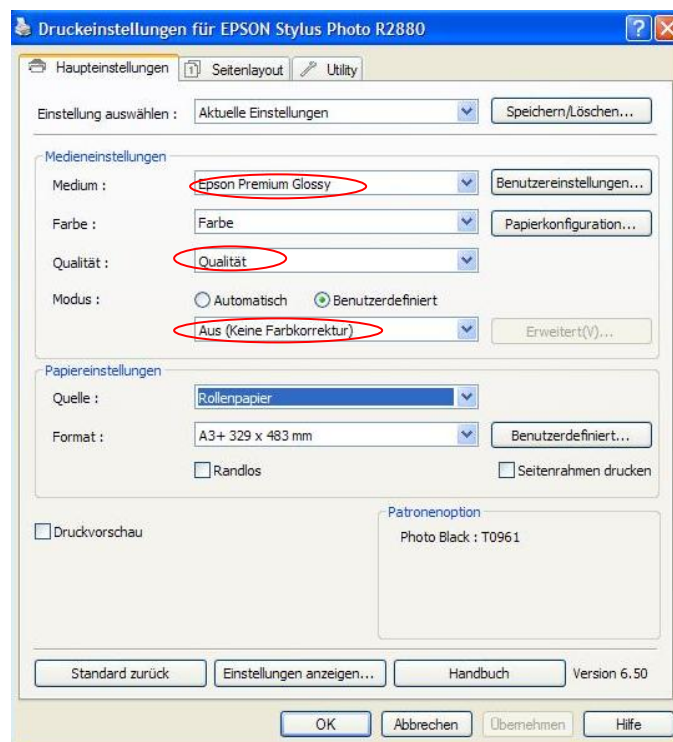 Druckeinstellungen für EPSON Stylus Photo R2880
Haupteinstellungen Seitenlayout Utility
Einstellung auswählen : Aktuelle Einstellungen Speichern/Löschen...
Medieneinstellungen
Medium : Epson Premium Glossy Benutzereinstellungen...
Farbe : Farbe Papierkonfiguration...
Qualität : Qualität
Modus : Automatisch Benutzerdefiniert
Aus (Keine Farbkorrektur) Erweitert(V)...
Papiereinstellungen
Quelle : Rollenpapier
Format : A3+ 329 x 483 mm Benutzerdefiniert...
Randlos Seitenrahmen drucken
Patronenoption
Druckvorschau
Photo Black : T0961
Standard zurück Einstellungen anzeigen... Handbuch Version 6.50
OK Abbrechen Übernehmen Hilfe